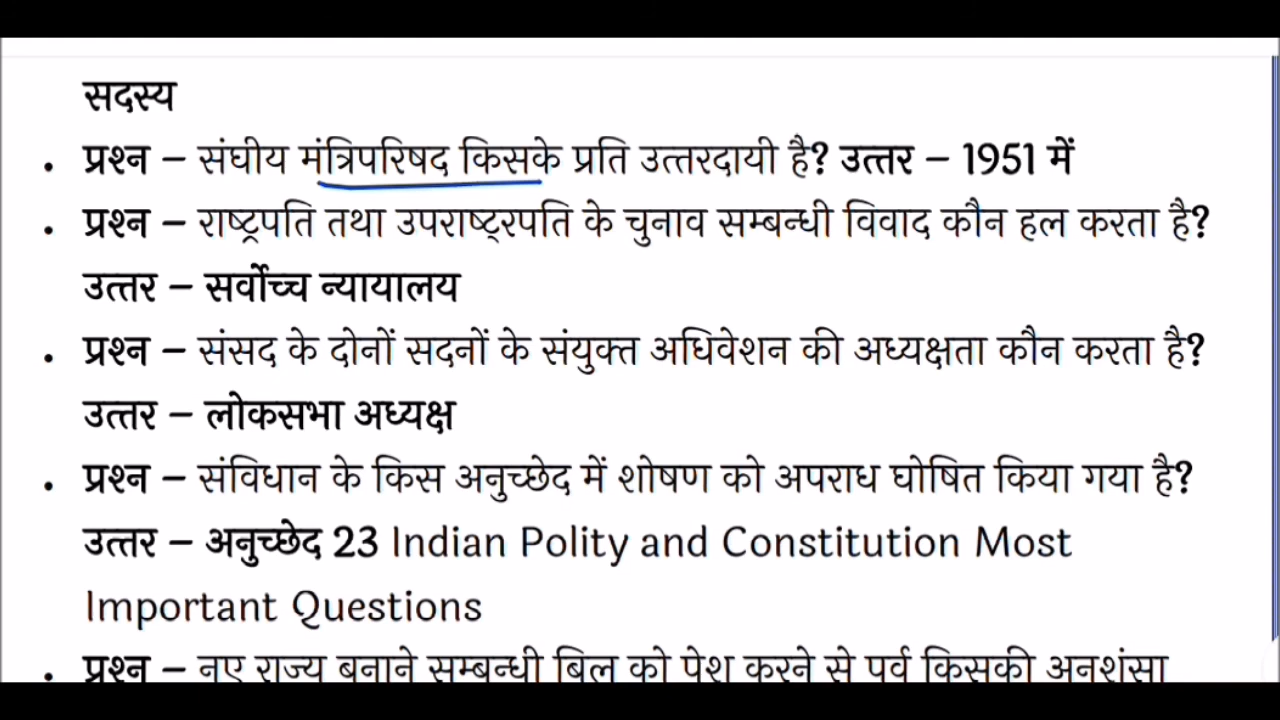 सदस्य
• प्रश्न – संघीय मंत्रिपरिषद किसके प्रति उत्तरदायी है? उत्तर – 1951 में
• प्रश्न – राष्ट्रपति तथा उपराष्ट्रपति के चुनाव सम्बन्धी विवाद कौन हल करता है?
उत्तर – सर्वोच्च न्यायालय
• प्रश्न – संसद के दोनों सदनों के संयुक्त अधिवेशन की अध्यक्षता कौन करता है?
उत्तर – लोकसभा अध्यक्ष
• प्रश्न – संविधान के किस अनुच्छेद में शोषण को अपराध घोषित किया गया है?
उत्तर – अनुच्छेद 23 Indian Polity and Constitution Most
Important Questions
• प्रश्न – नए राज्य बनाने सम्बन्धी बिल को पेश करने से पूर्व किसकी अनुशंसा